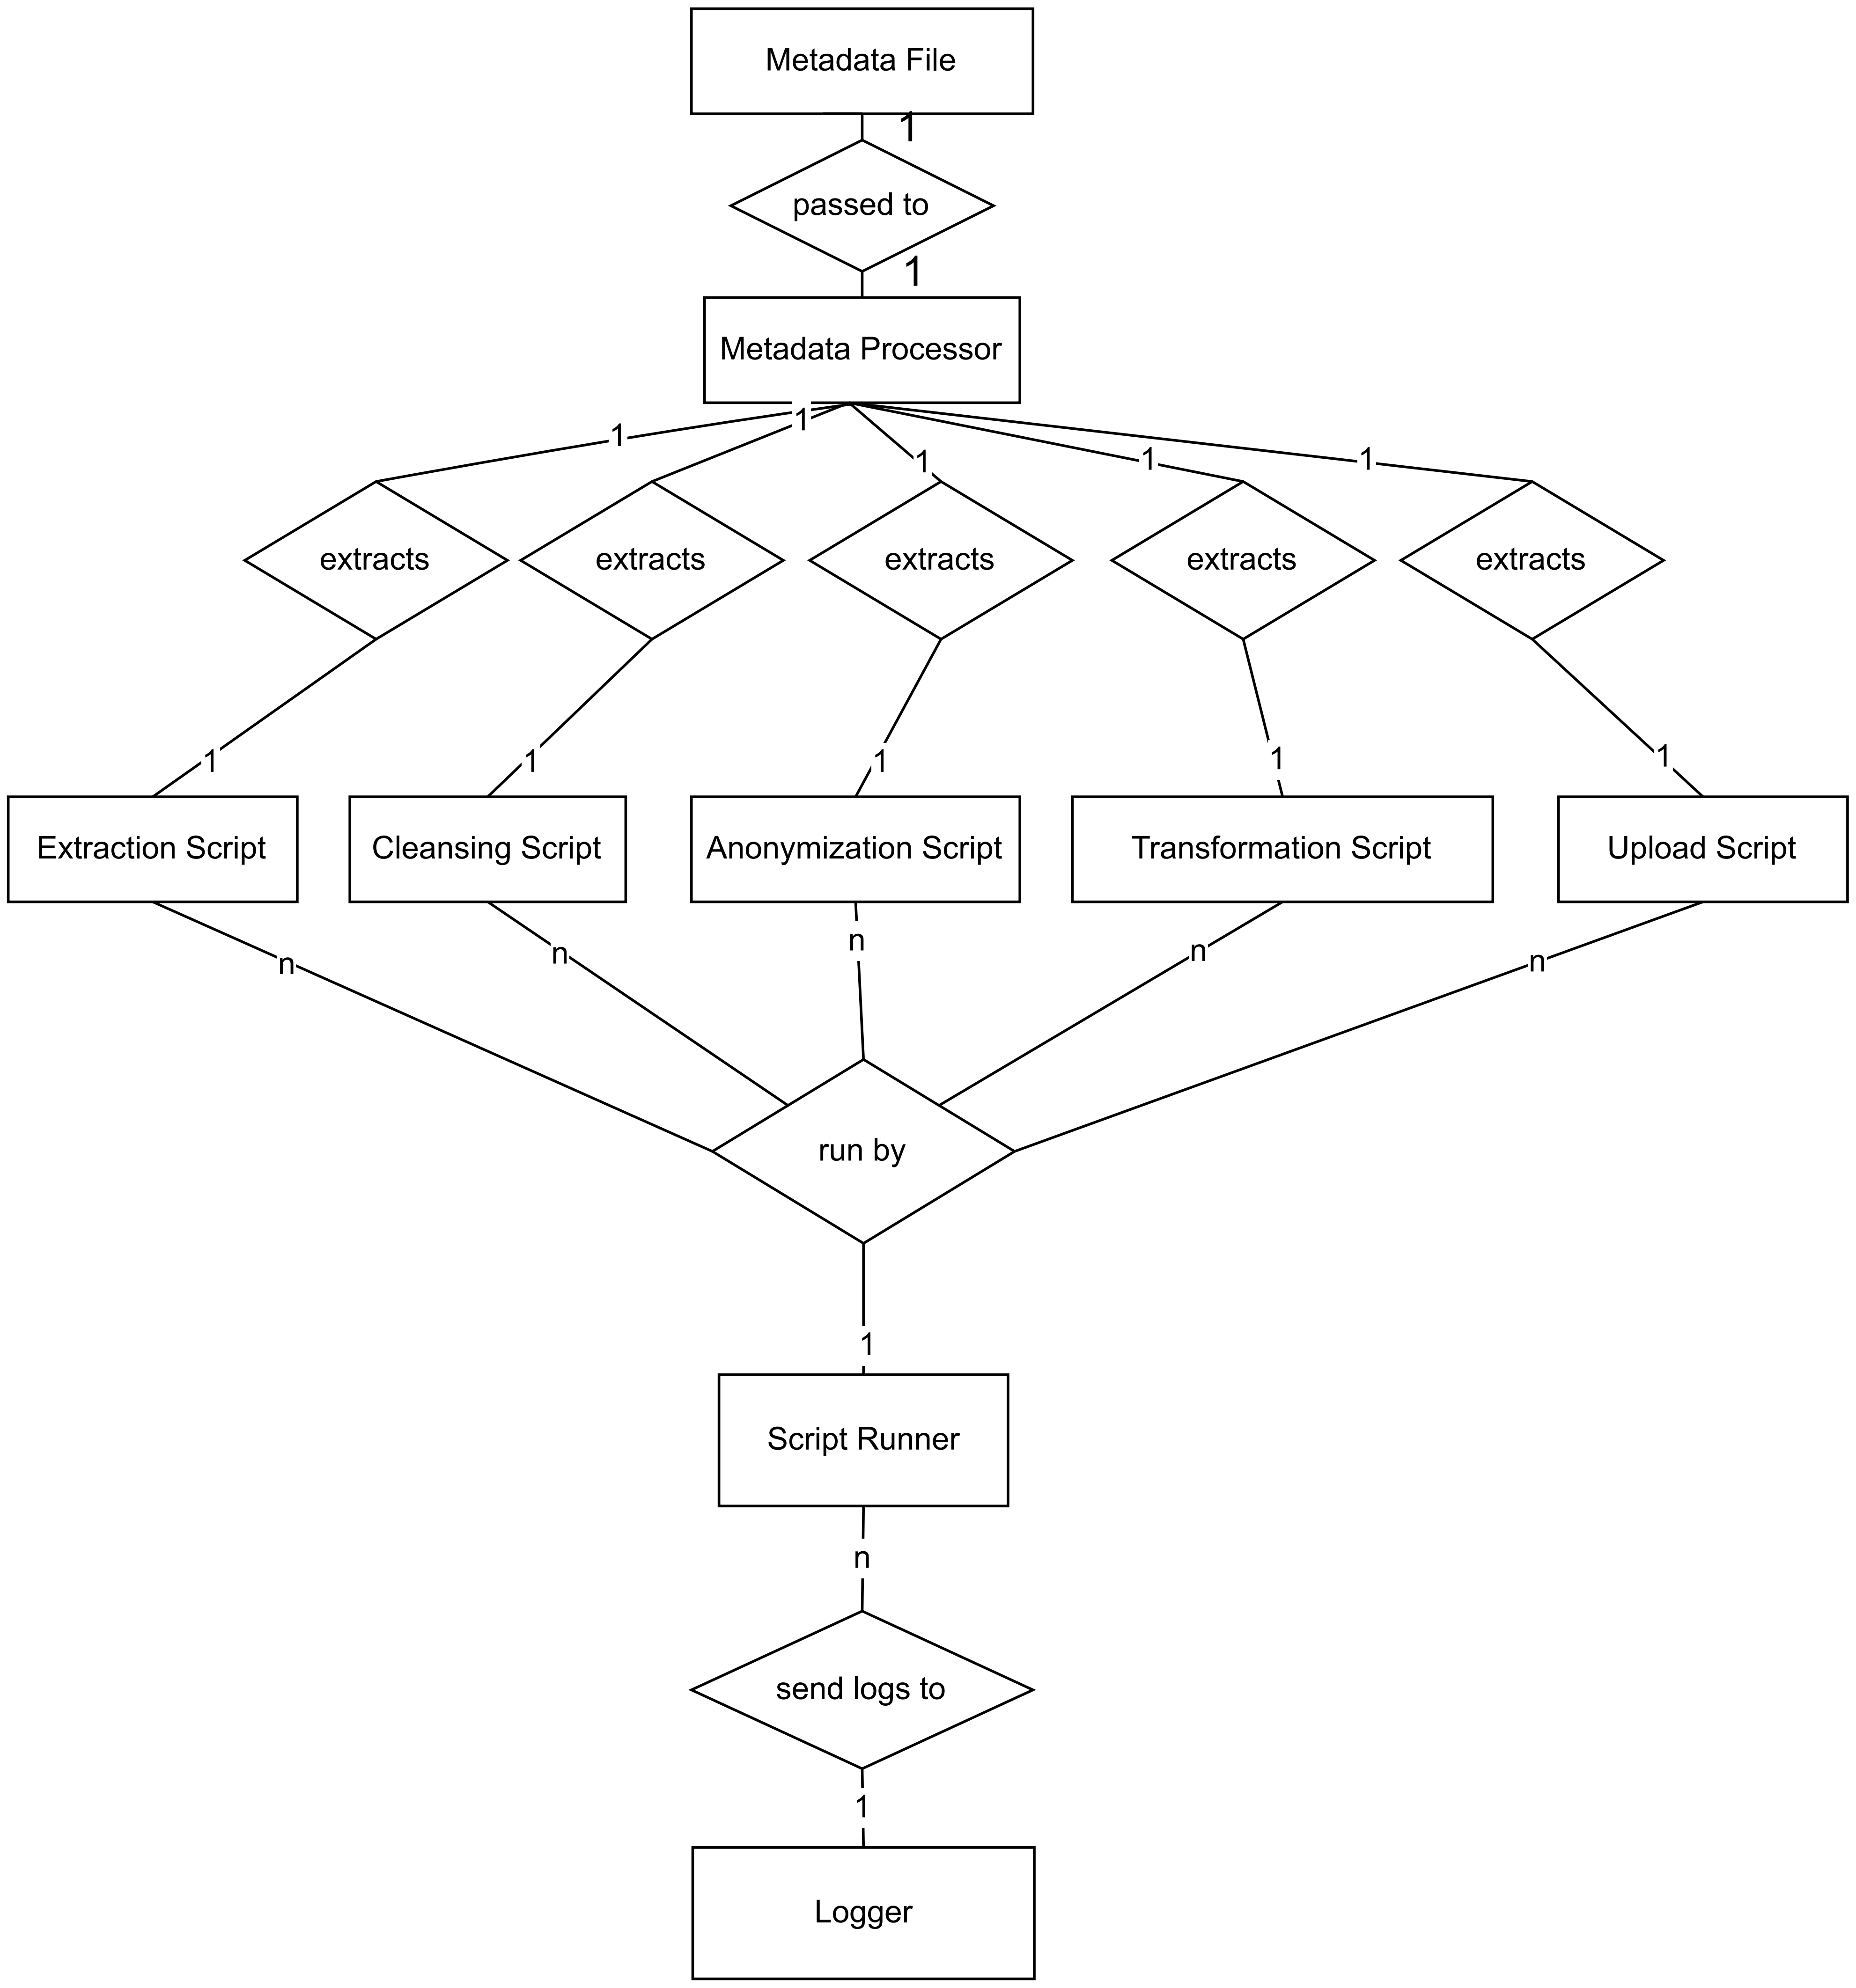 Metadata File
1
passed to
1
Metadata Processor
1
1
1
1
1
extracts
extracts
extracts
extracts
extracts
1
1
1
1
1
Extraction Script
Cleansing Script
Anonymization Script
Transformation Script
Upload Script
n
n
n
n
n
run by
1
Script Runner
n
send logs to
1
Logger